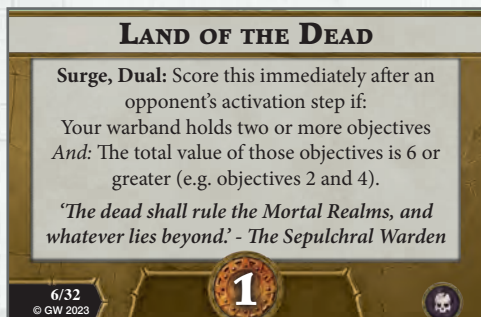 LAND OF THE DEAD
Surge, Dual: Score this immediately after an
opponent's activation step if:
Your warband holds two or more objectives
And: The total value of those objectives is 6 or
greater (e.g. objectives 2 and 4).
‘The dead shall rule the Mortal Realms, and
whatever lies beyond.’ - The Sepulchral Warden
1
6/32
© GW 2023